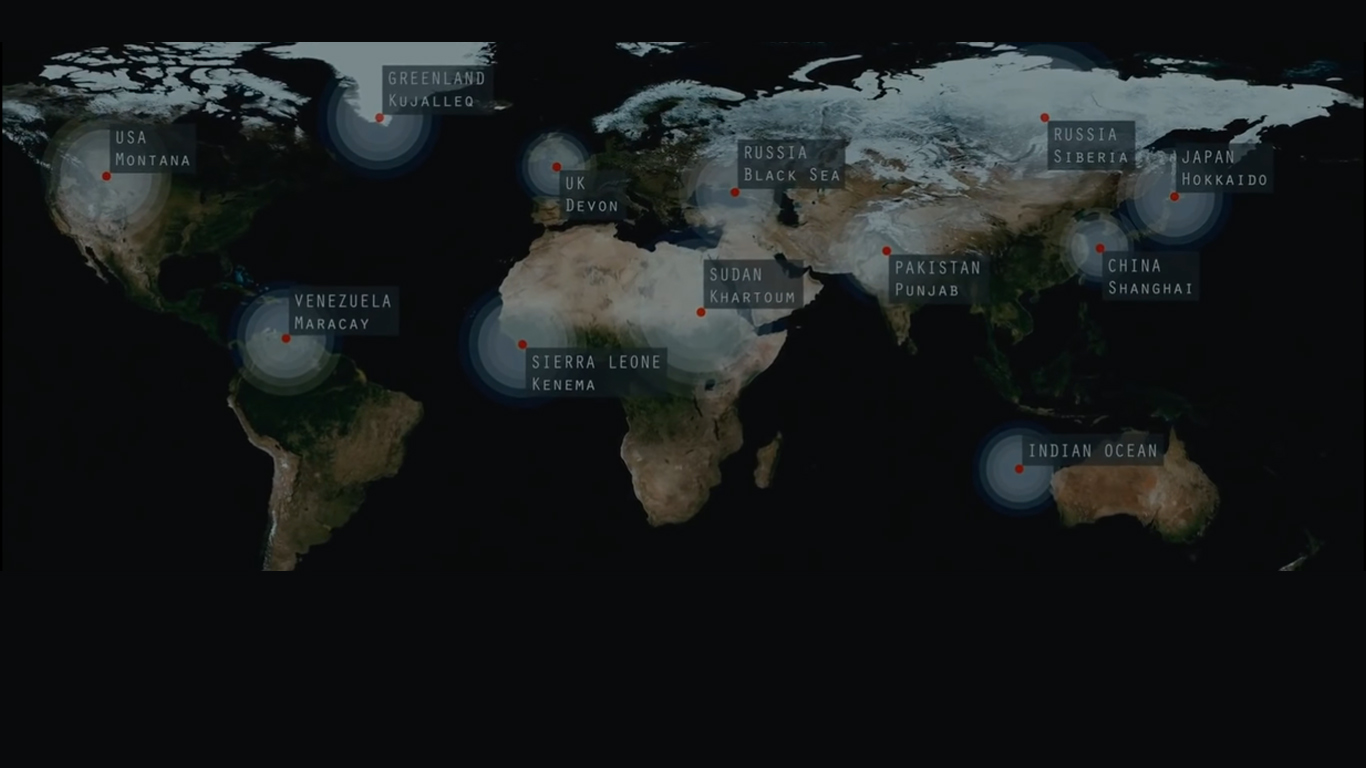 GREENLAND
KUJALLEQ
USA
MONTANA
RUSSIA
SIBERIA
RUSSIA
BLACK SEA
JAPAN
HOKKAIDO
UK
DEVON
SUDAN
KHARTOUM
PAKISTAN
PUNJAB
CHINA
SHANGHAI
VENEZUELA
MARACAY
SIERRA LEONE
KENEMA
INDIAN OCEAN